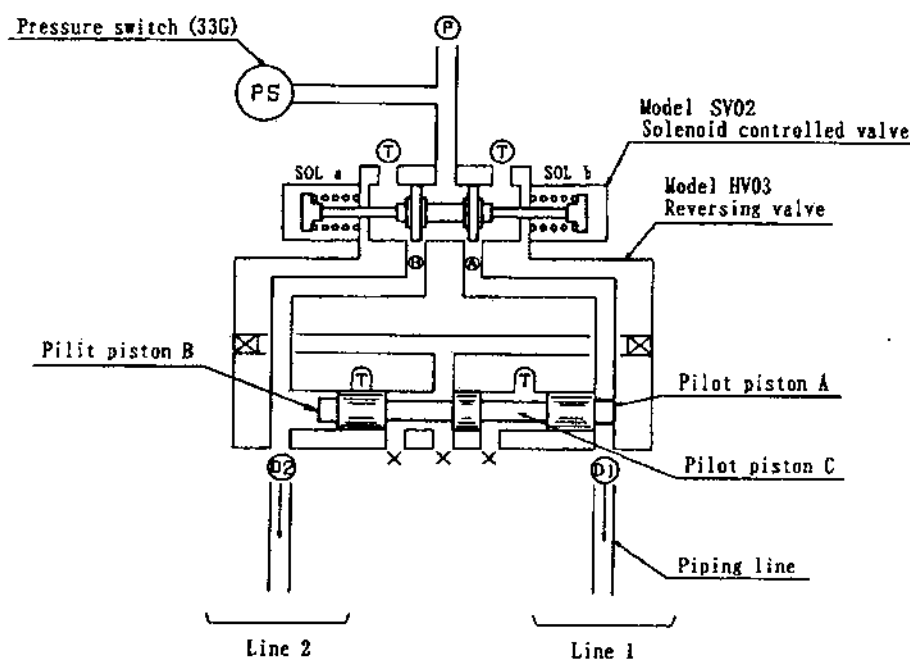 Pressure switch (33G)
P
PS
Model SV02
Solenoid controlled valve
T
T
SOL a
SOL b
Model HV03
Reversing valve
B
A
Pilit piston B
T
T
Pilot piston A
Pilot piston C
D2
D1
Piping line
Line 2
Line 1